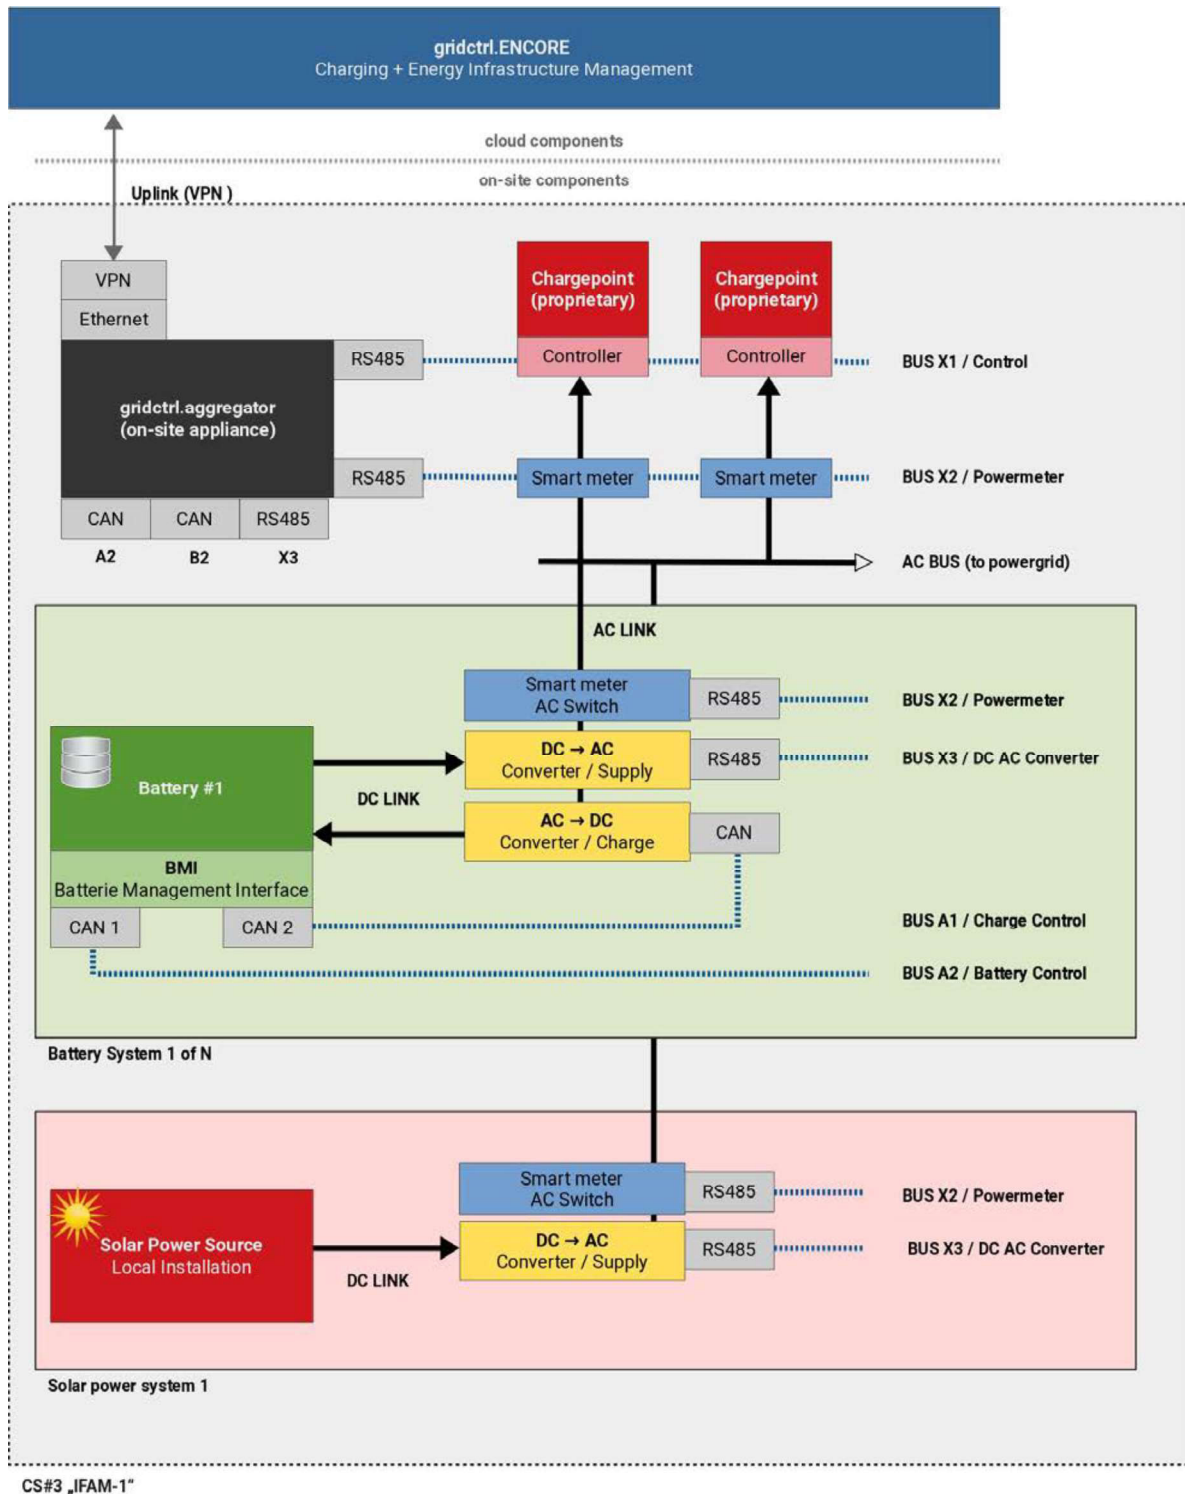 gridctrl.ENCORE
Charging + Energy Infrastructure Management
cloud components
on-site components
Uplink (VPN )
VPN
Ethernet
gridctrl.aggregator
(on-site appliance)
RS485
RS485
CAN
CAN
RS485
A2
B2
X3
Chargepoint
(proprietary)
Controller
Chargepoint
(proprietary)
Controller
BUS X1 / Control
Smart meter
Smart meter
BUS X2 / Powermeter
AC BUS (to powergrid)
AC LINK
Smart meter
AC Switch
RS485
BUS X2 / Powermeter
DC → AC
Converter / Supply
RS485
BUS X3 / DC AC Converter
Battery #1
DC LINK
AC → DC
Converter / Charge
CAN
BMI
Batterie Management Interface
CAN 1
CAN 2
BUS A1 / Charge Control
BUS A2 / Battery Control
Battery System 1 of N
Smart meter
AC Switch
RS485
BUS X2 / Powermeter
Solar Power Source
Local Installation
DC LINK
DC → AC
Converter / Supply
RS485
BUS X3 / DC AC Converter
Solar power system 1
CS#3 „IFAM-1“